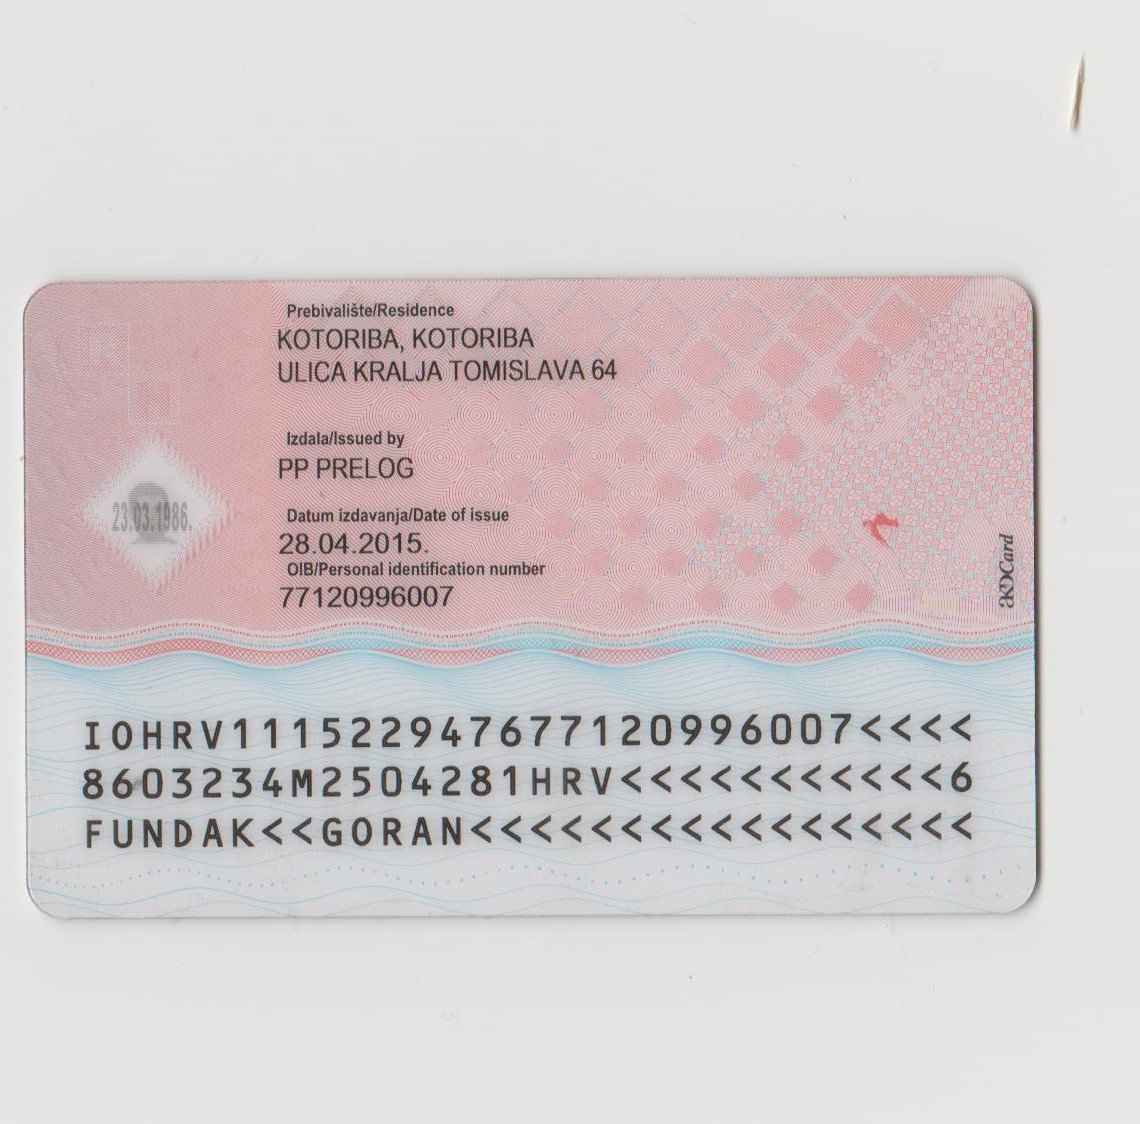 Prebivalište/Residence
KOTORIBA, KOTORIBA
ULICA KRALJA TOMISLAVA 64
Izdala/Issued by
PP PRELOG
23.03.1986.
Datum izdavanja/Date of issue
28.04.2015.
OIB/Personal identification number
77120996007
akDCard
IOHRV111522947677120996007<<<<
8603234M2504281HRV<<<<<<<<<<<6
FUNDAK<<GORAN<<<<<<<<<<<<<<<<<